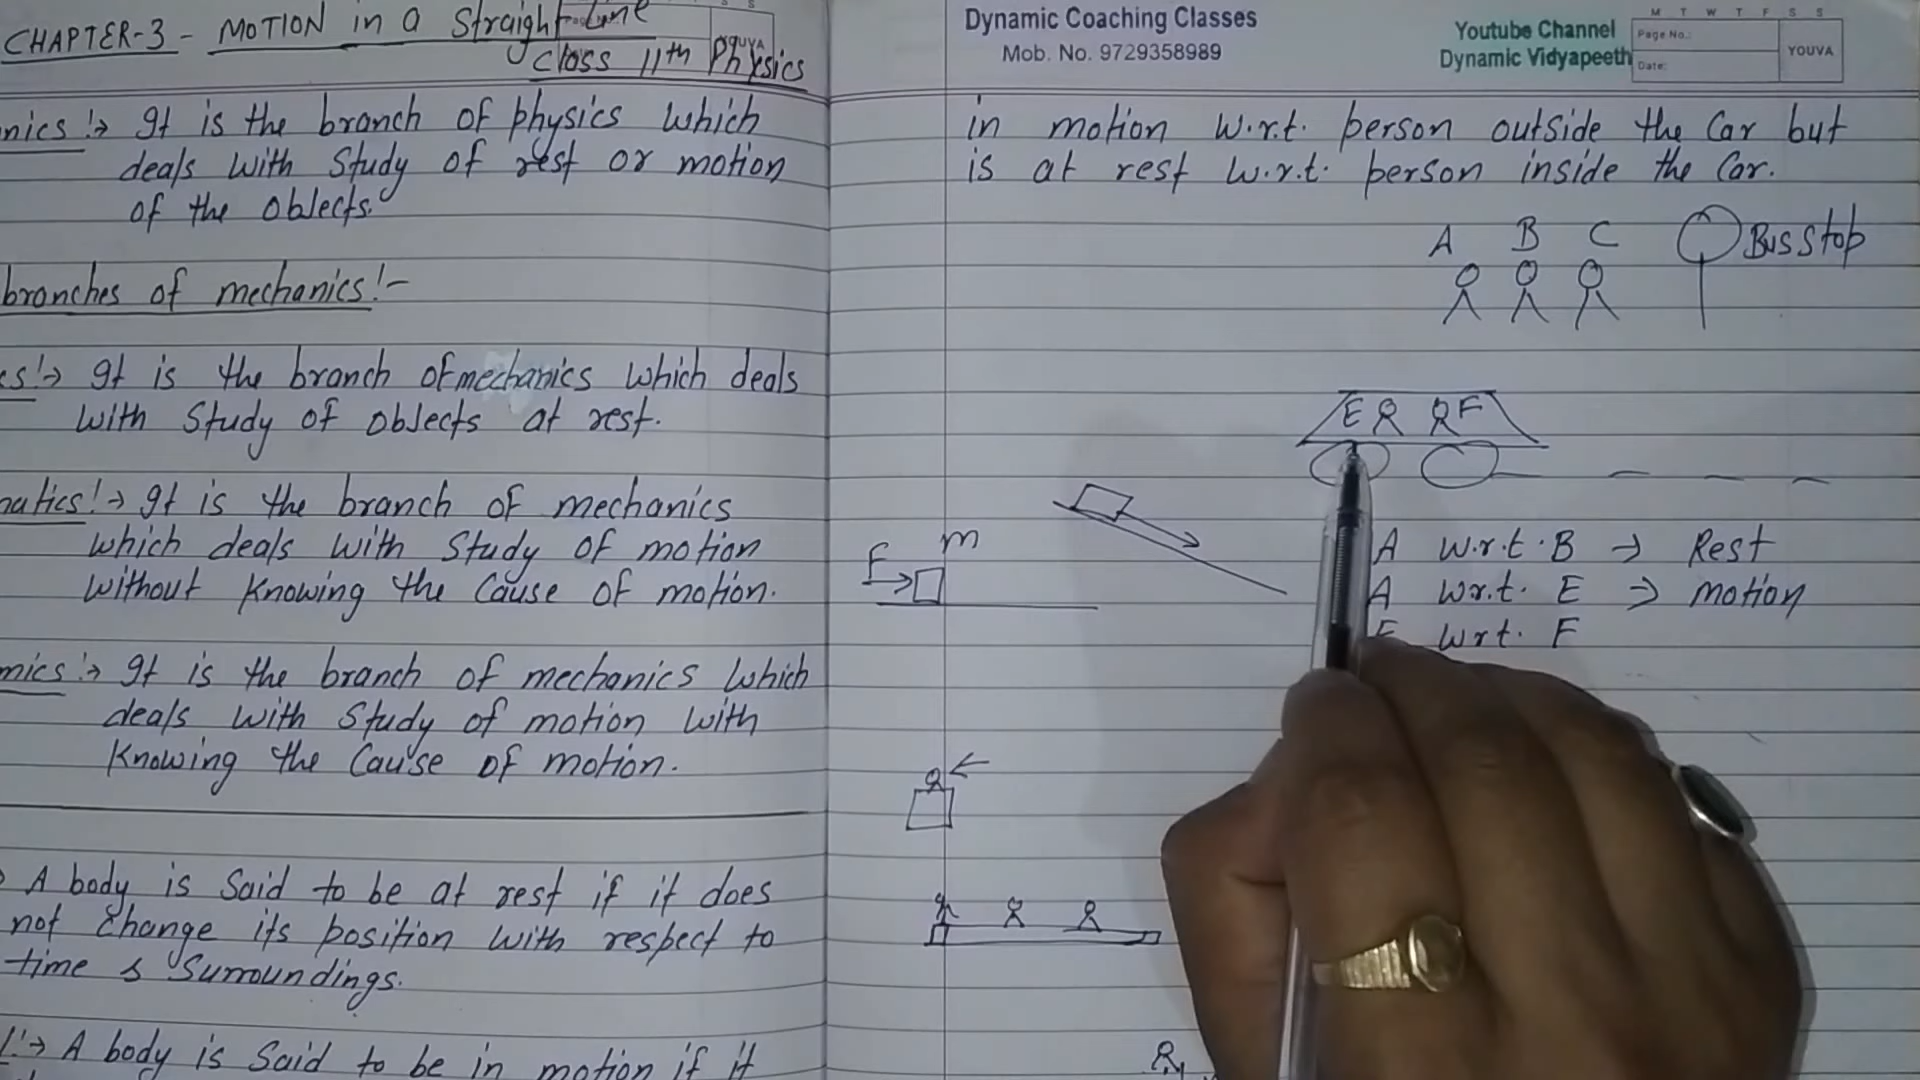 CHAPTER-3 - MOTION in a Straight Line
Class 11th Physics
nics :→ It is the branch of physics which
deals with Study of rest or motion
of the Objects.
branches of mechanics :-
cs :→ It is the branch of mechanics which deals
with Study of Objects at rest.
matics :→ It is the branch of mechanics
which deals with Study of motion
without Knowing the Cause of motion.
mics :→ It is the branch of mechanics which
deals with Study of motion with
Knowing the Cause of motion.
A body is Said to be at rest if it does
not Change its position with respect to
time & Surroundings.
:→ A body is Said to be in motion if it
Dynamic Coaching Classes
Mob. No. 9729358989
Youtube Channel
Dynamic Vidyapeeth
M T W T F S S
Page No.:
Date:
YOUVA
in motion w.r.t. person outside the Car but
is at rest w.r.t. person inside the Car.
A B C Bus Stop
E F
F m
A w.r.t. B → Rest
A w.r.t. E → motion
E w.r.t. F